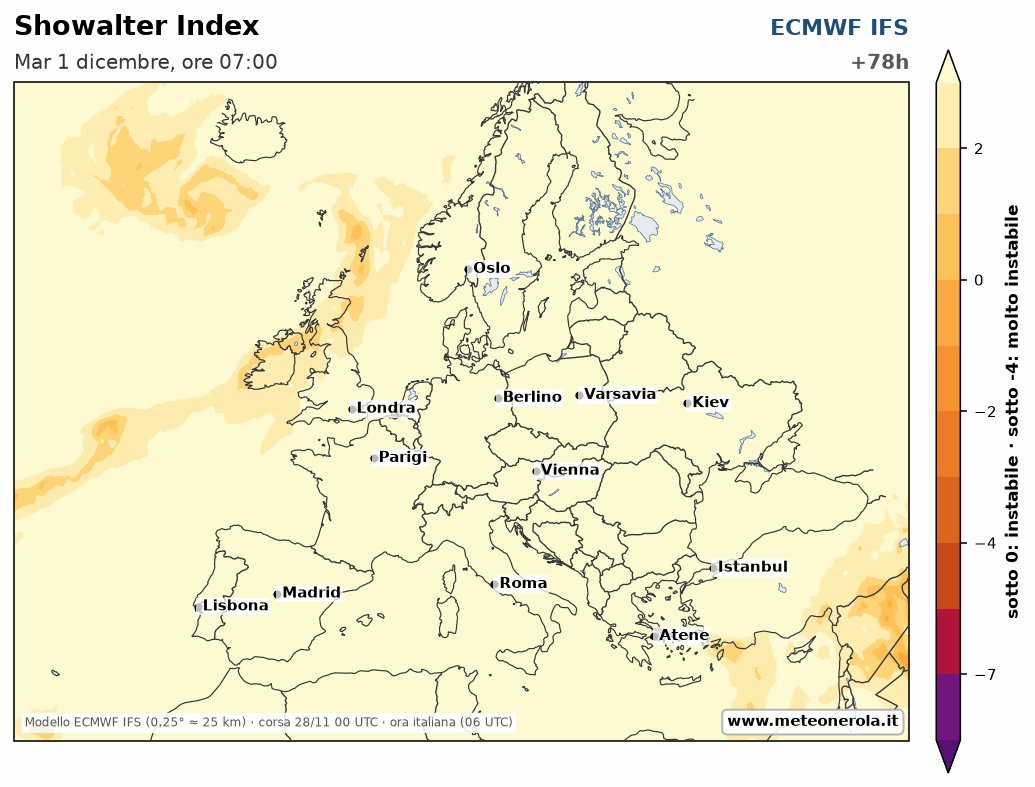 Showalter Index
ECMWF IFS
Mar 1 dicembre, ore 07:00
+78h
2
0
−2
−4
−7
sotto 0: instabile · sotto -4: molto instabile
Oslo
Berlino
Varsavia
Kiev
Londra
Parigi
Vienna
Istanbul
Roma
Madrid
Lisbona
Atene
Modello ECMWF IFS (0,25° ≈ 25 km) · corsa 28/11 00 UTC · ora italiana (06 UTC)
www.meteonerola.it